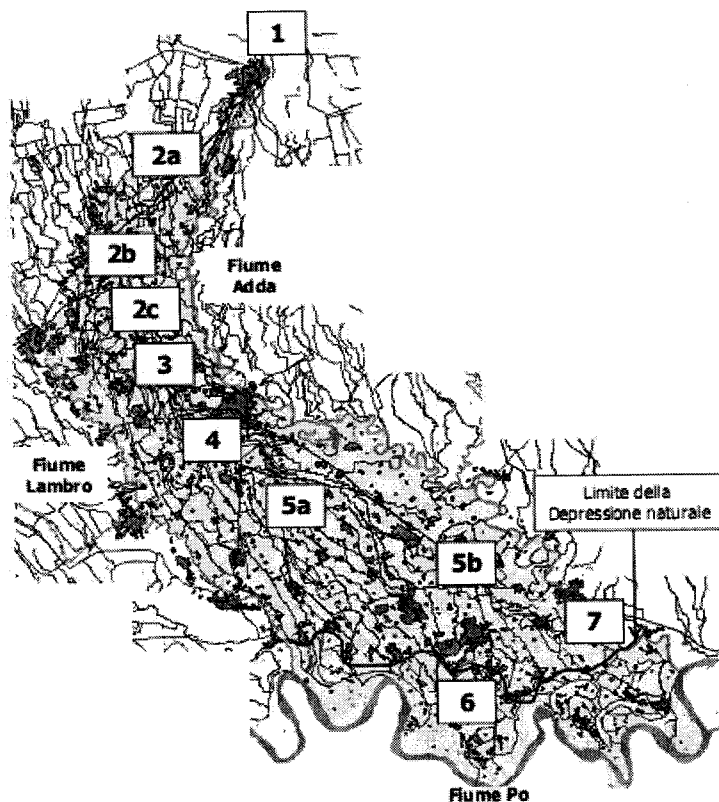 1
2a
2b
Fiume
Adda
2c
3
4
Fiume
Lambro
5a
Limite della
Depressione naturale
5b
7
6
Fiume Po